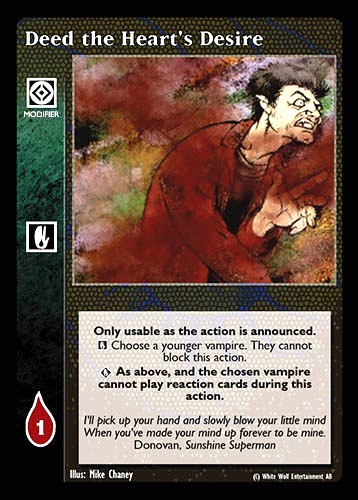 Deed the Heart's Desire
MODIFIER
Only usable as the action is announced.
Choose a younger vampire. They cannot
block this action.
As above, and the chosen vampire
cannot play reaction cards during this
action.
I'll pick up your hand and slowly blow your little mind
When you've made your mind up forever to be mine.
Donovan, Sunshine Superman
1
Illus: Mike Chaney
(C) White Wolf Entertainment AB